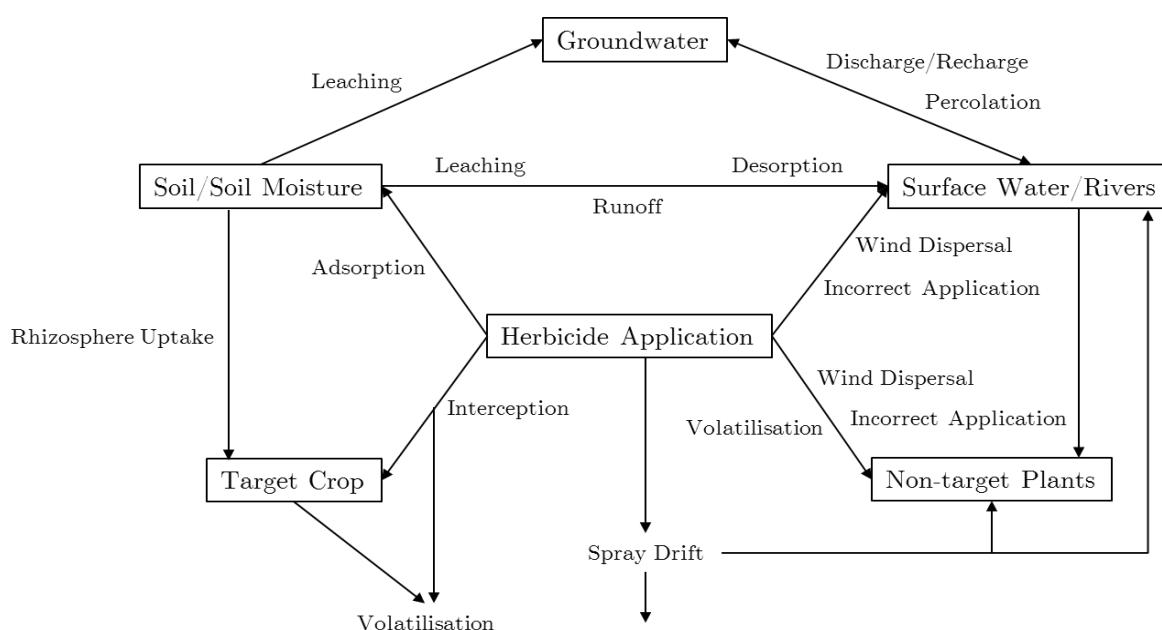 Groundwater
Discharge/Recharge
Leaching
Percolation
Leaching
Desorption
Soil/Soil Moisture
Surface Water/Rivers
Runoff
Wind Dispersal
Adsorption
Incorrect Application
Rhizosphere Uptake
Herbicide Application
Wind Dispersal
Interception
Incorrect Application
Volatilisation
Target Crop
Non-target Plants
Spray Drift
Volatilisation